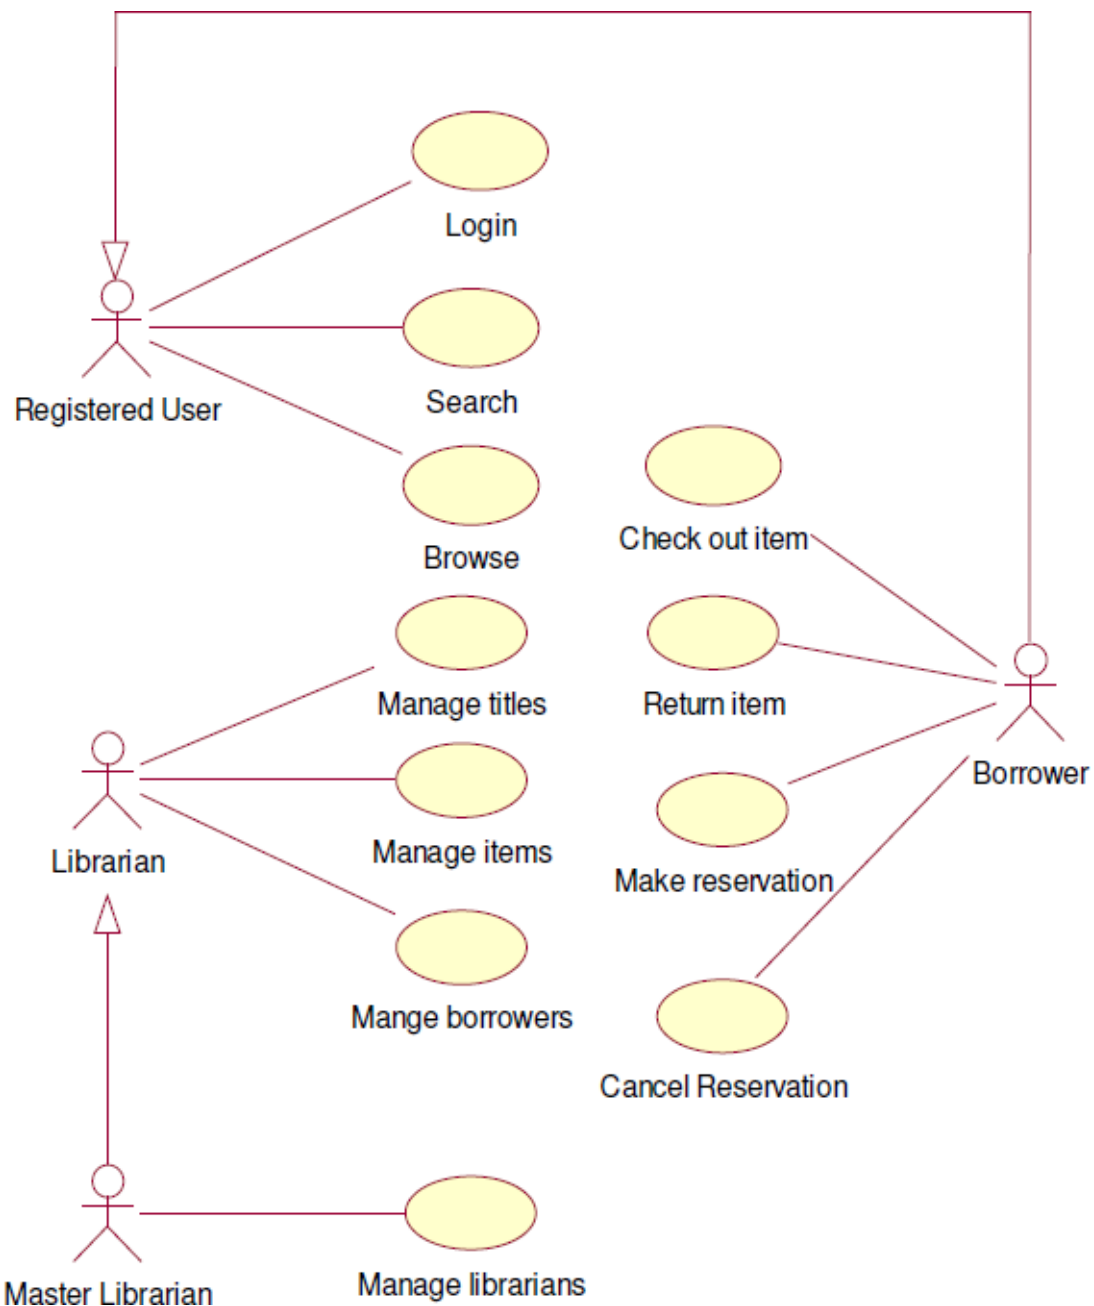 Login
Search
Registered User
Browse
Check out item
Manage titles
Return item
Borrower
Librarian
Manage items
Make reservation
Mange borrowers
Cancel Reservation
Master Librarian
Manage librarians